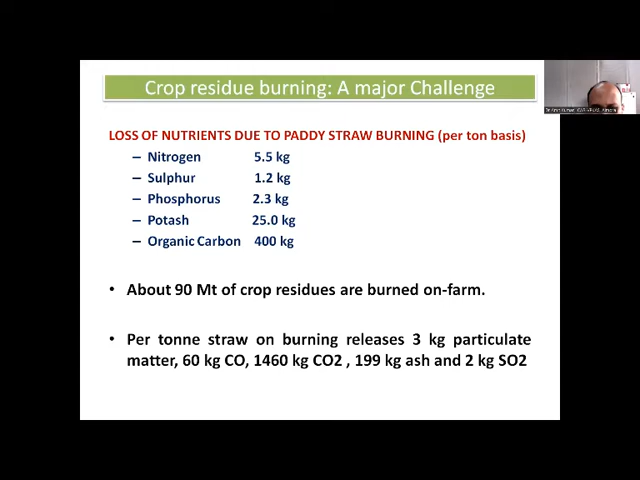 Crop residue burning: A major Challenge
LOSS OF NUTRIENTS DUE TO PADDY STRAW BURNING (per ton basis)
– Nitrogen 5.5 kg
– Sulphur 1.2 kg
– Phosphorus 2.3 kg
– Potash 25.0 kg
– Organic Carbon 400 kg
• About 90 Mt of crop residues are burned on-farm.
• Per tonne straw on burning releases 3 kg particulate
matter, 60 kg CO, 1460 kg CO2 , 199 kg ash and 2 kg SO2